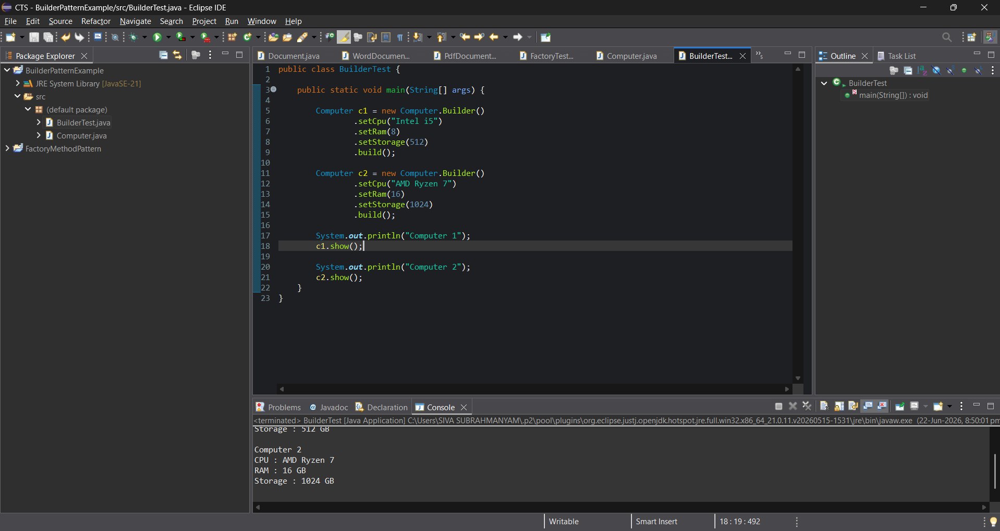 CTS - BuilderPatternExample/src/BuilderTest.java - Eclipse IDE
File Edit Source Refactor Navigate Search Project Run Window Help
Package Explorer
BuilderPatternExample
JRE System Library [JavaSE-21]
src
(default package)
BuilderTest.java
Computer.java
FactoryMethodPattern
Document.java WordDocumen... PdfDocument... FactoryTest... Computer.java BuilderTest... »5
1 public class BuilderTest {
2
3 public static void main(String[] args) {
4
5 Computer c1 = new Computer.Builder()
6 .setCpu("Intel i5")
7 .setRam(8)
8 .setStorage(512)
9 .build();
10
11 Computer c2 = new Computer.Builder()
12 .setCpu("AMD Ryzen 7")
13 .setRam(16)
14 .setStorage(1024)
15 .build();
16
17 System.out.println("Computer 1");
18 c1.show();
19
20 System.out.println("Computer 2");
21 c2.show();
22 }
23 }
Outline Task List
BuilderTest
main(String[]) : void
Problems Javadoc Declaration Console
<terminated> BuilderTest [Java Application] C:\Users\SIVA SUBRAHMANYAM\.p2\pool\plugins\org.eclipse.justj.openjdk.hotspot.jre.full.win32.x86_64_21.0.11.v20260515-1531\jre\bin\javaw.exe (22-Jun-2026, 8:50:01 pm
Storage : 512 GB
Computer 2
CPU : AMD Ryzen 7
RAM : 16 GB
Storage : 1024 GB
Writable Smart Insert 18 : 19 : 492